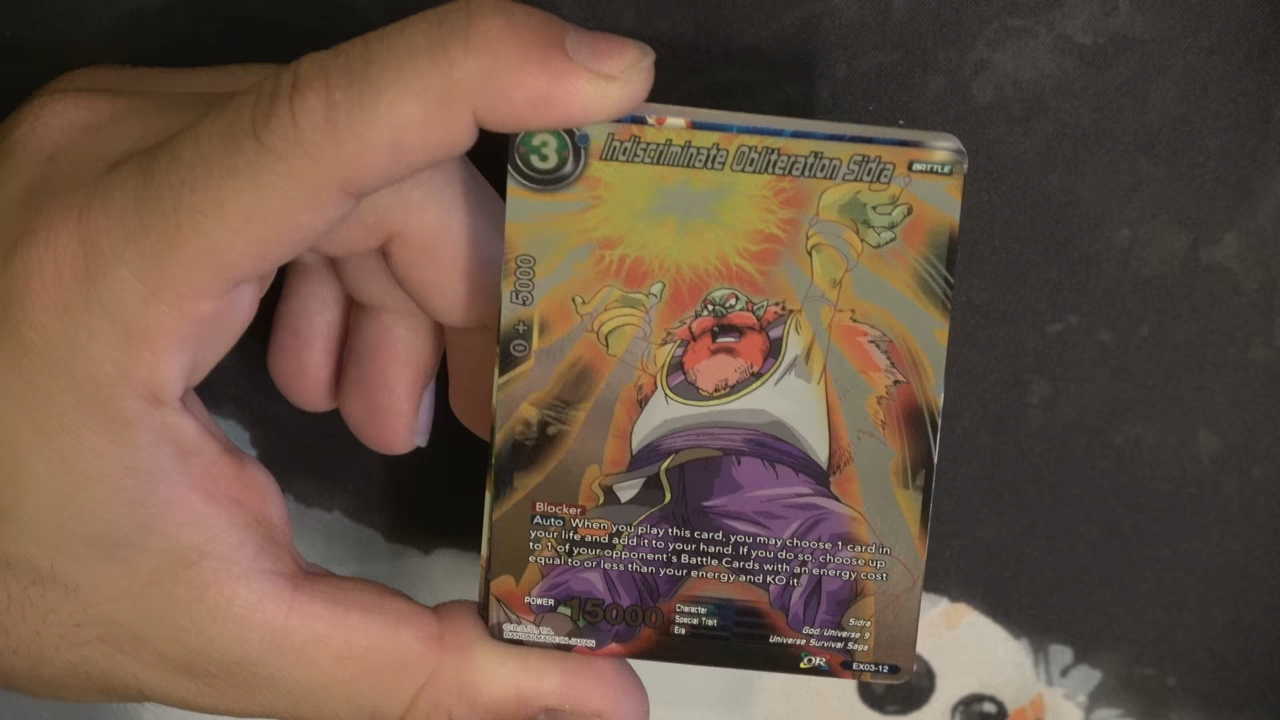 3
Indiscriminate Obliteration Sidra
BATTLE
0 + 5000
Blocker
Auto When you play this card, you may choose 1 card in
your life and add it to your hand. If you do so, choose up
to 1 of your opponent's Battle Cards with an energy cost
equal to or less than your energy and KO it.
POWER 15000
Character Sidra
Special Trait God/Universe 9
Era Universe Survival Saga
BANDAI MADE IN JAPAN
OR EX03-12